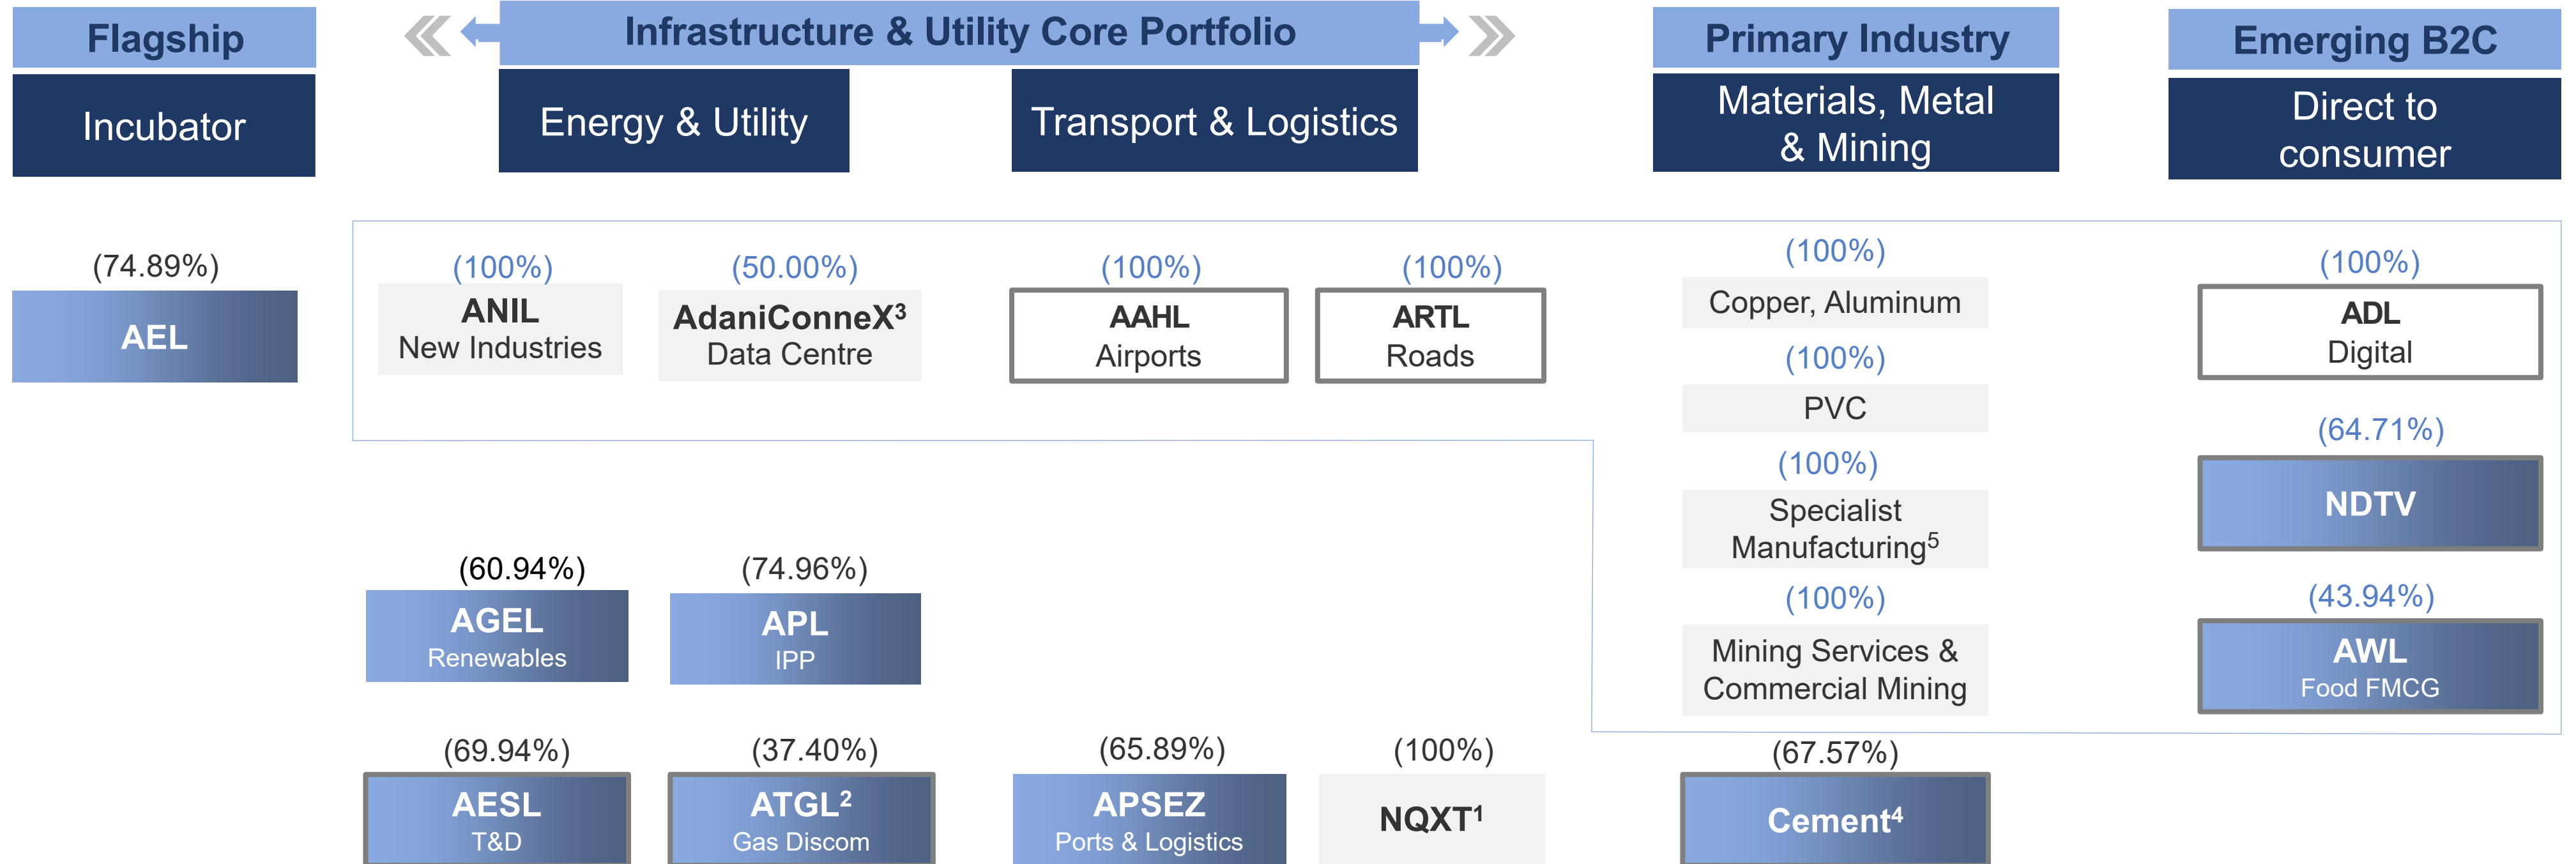 Flagship
Incubator
Infrastructure & Utility Core Portfolio
Energy & Utility
Transport & Logistics
Primary Industry
Materials, Metal
& Mining
Emerging B2C
Direct to
consumer
(74.89%)
AEL
(100%)
ANIL
New Industries
(50.00%)
AdaniConneX³
Data Centre
(100%)
AAHL
Airports
(100%)
ARTL
Roads
(100%)
Copper, Aluminum
(100%)
PVC
(100%)
Specialist
Manufacturing⁵
(100%)
Mining Services &
Commercial Mining
(100%)
ADL
Digital
(64.71%)
NDTV
(43.94%)
AWL
Food FMCG
(60.94%)
AGEL
Renewables
(74.96%)
APL
IPP
(69.94%)
AESL
T&D
(37.40%)
ATGL²
Gas Discom
(65.89%)
APSEZ
Ports & Logistics
(100%)
NQXT¹
(67.57%)
Cement⁴